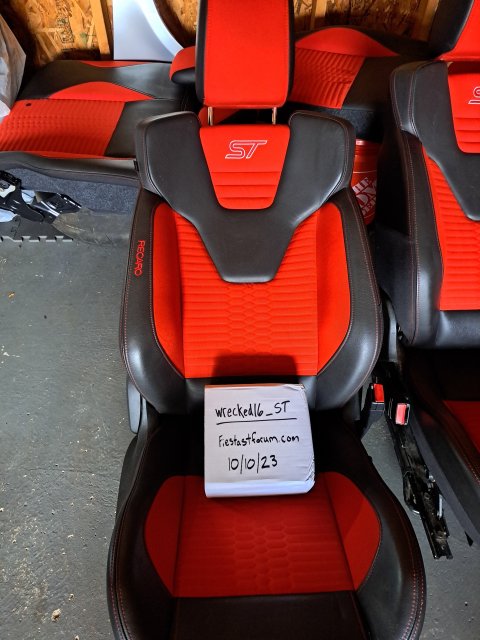 ST
ST
RECARO
wrecked16_ST
Fiestastforum.com
10/10/23